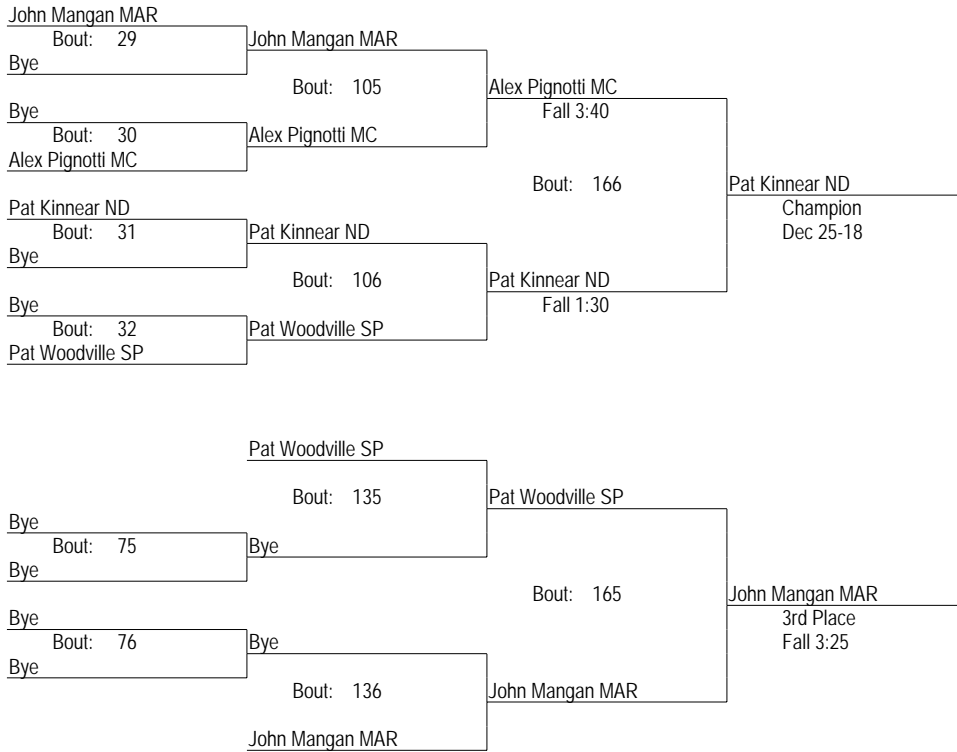 John Mangan MAR
Bout: 29
John Mangan MAR
Bye
Bout: 105
Alex Pignotti MC
Bye
Fall 3:40
Bout: 30
Alex Pignotti MC
Alex Pignotti MC
Bout: 166
Pat Kinnear ND
Pat Kinnear ND
Champion
Bout: 31
Pat Kinnear ND
Dec 25-18
Bye
Bout: 106
Pat Kinnear ND
Bye
Fall 1:30
Bout: 32
Pat Woodville SP
Pat Woodville SP
Pat Woodville SP
Bout: 135
Pat Woodville SP
Bye
Bout: 75
Bye
Bye
Bout: 165
John Mangan MAR
Bye
3rd Place
Bout: 76
Bye
Fall 3:25
Bye
Bout: 136
John Mangan MAR
John Mangan MAR